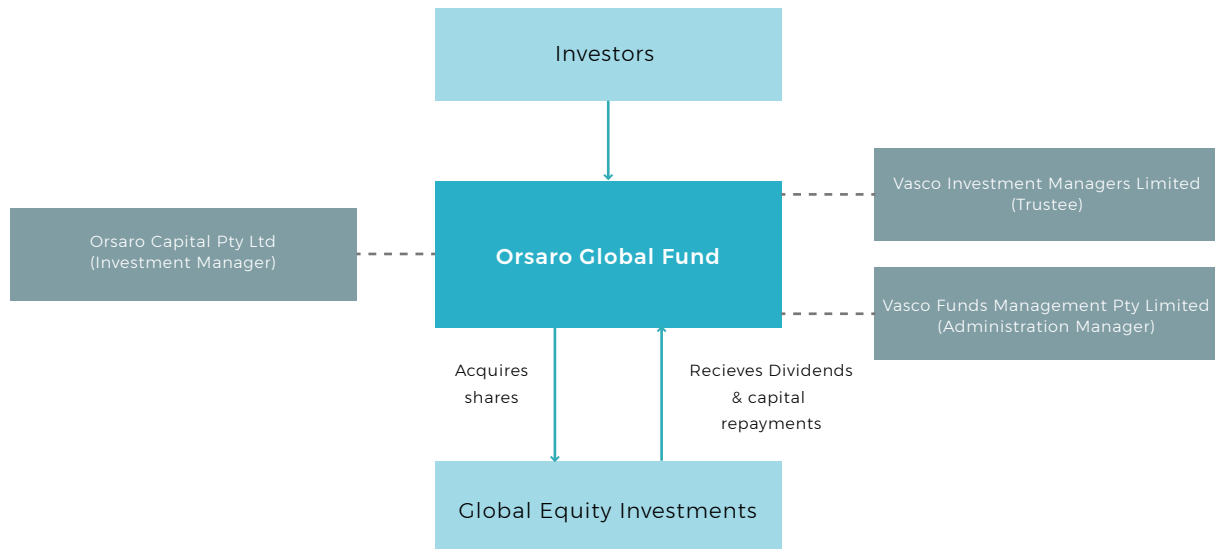 Investors
Vasco Investment Managers Limited
(Trustee)
Orsaro Capital Pty Ltd
(Investment Manager)
Orsaro Global Fund
Vasco Funds Management Pty Limited
(Administration Manager)
Acquires
shares
Recieves Dividends
& capital
repayments
Global Equity Investments